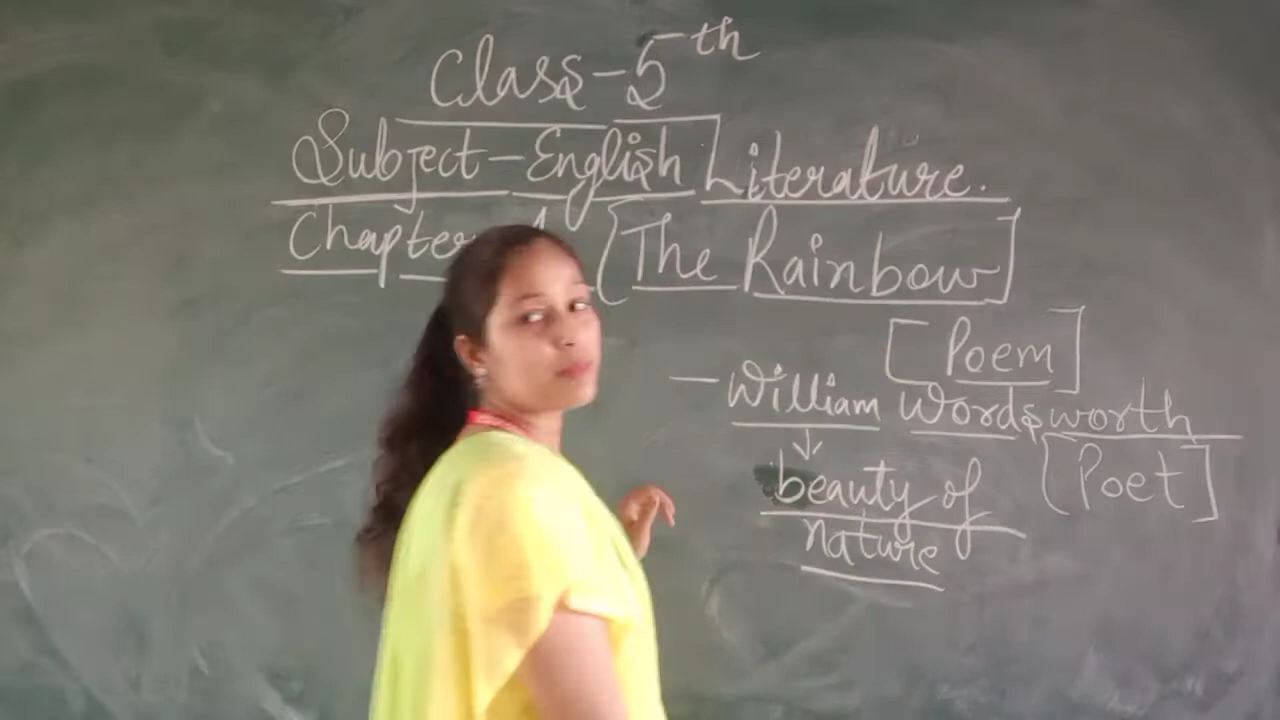 Class-5th
Subject-English Literature.
Chapter [The Rainbow]
[Poem]
- William Wordsworth
[Poet]
beauty of
nature